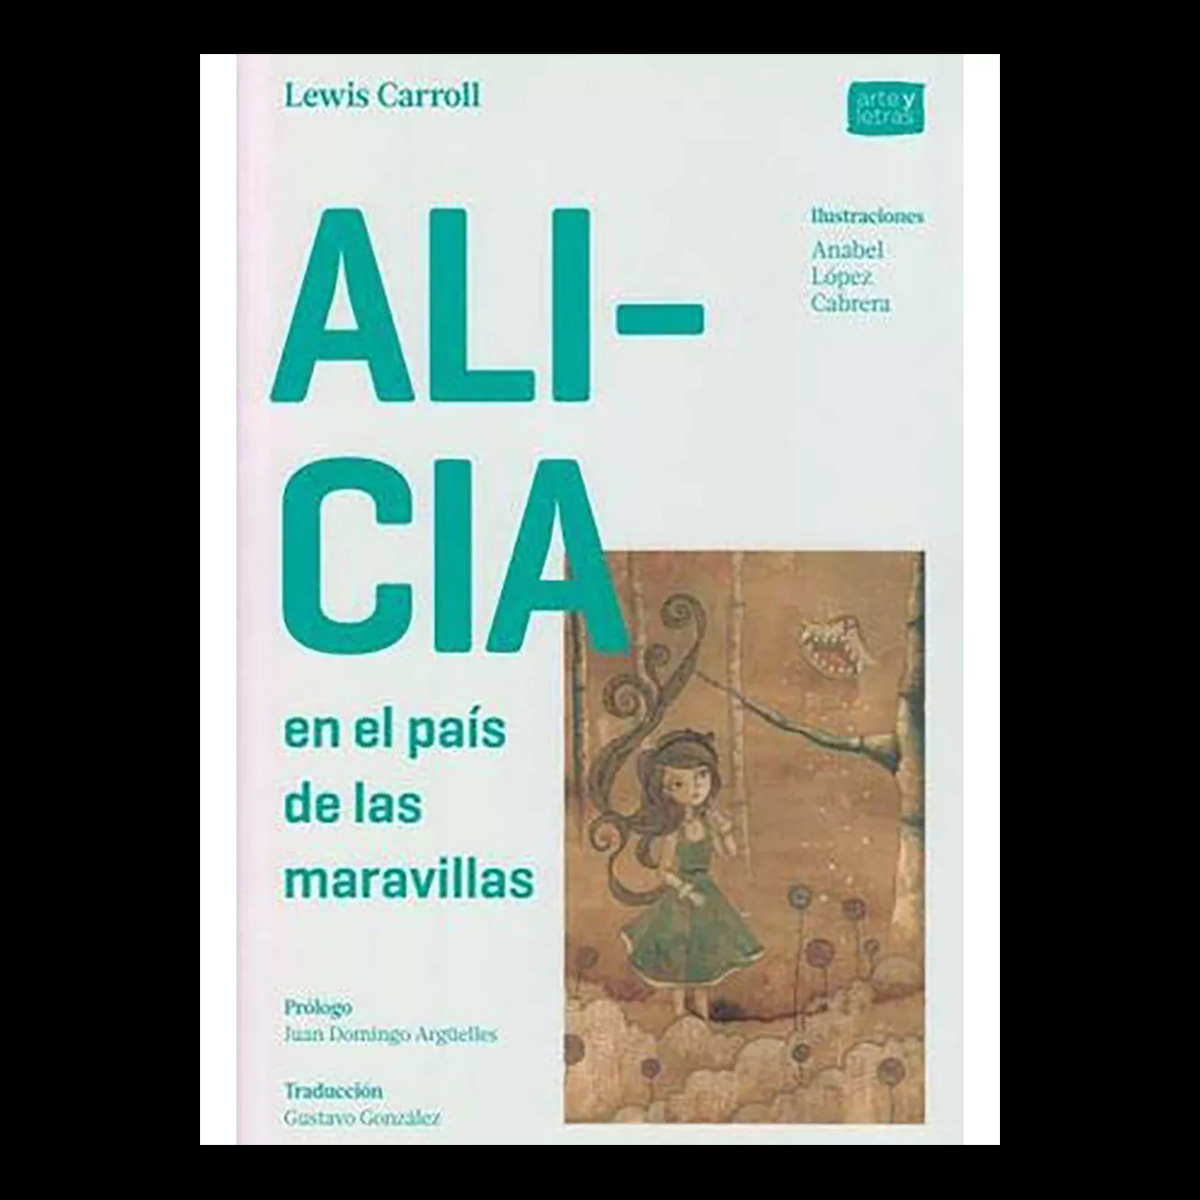 Lewis Carroll
arte y
letras
ALI-
CIA
en el país
de las
maravillas
Ilustraciones
Anabel
López
Cabrera
Prólogo
Juan Domingo Argüelles
Traducción
Gustavo González